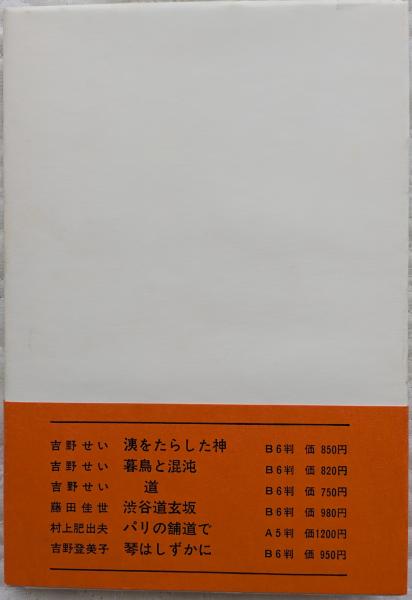 吉野せい 洟をたらした神 B6判 価 850円
吉野せい 暮鳥と混沌 B6判 価 820円
吉野せい 道 B6判 価 750円
藤田佳世 渋谷道玄坂 B6判 価 980円
村上肥出夫 パリの舗道で A5判 価1200円
吉野登美子 琴はしずかに B6判 価 950円